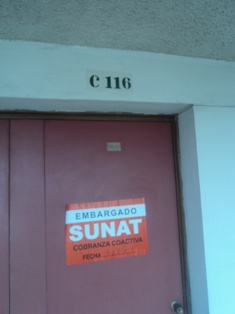 C 116
EMBARGADO
SUNAT
COBRANZA COACTIVA
FECHA